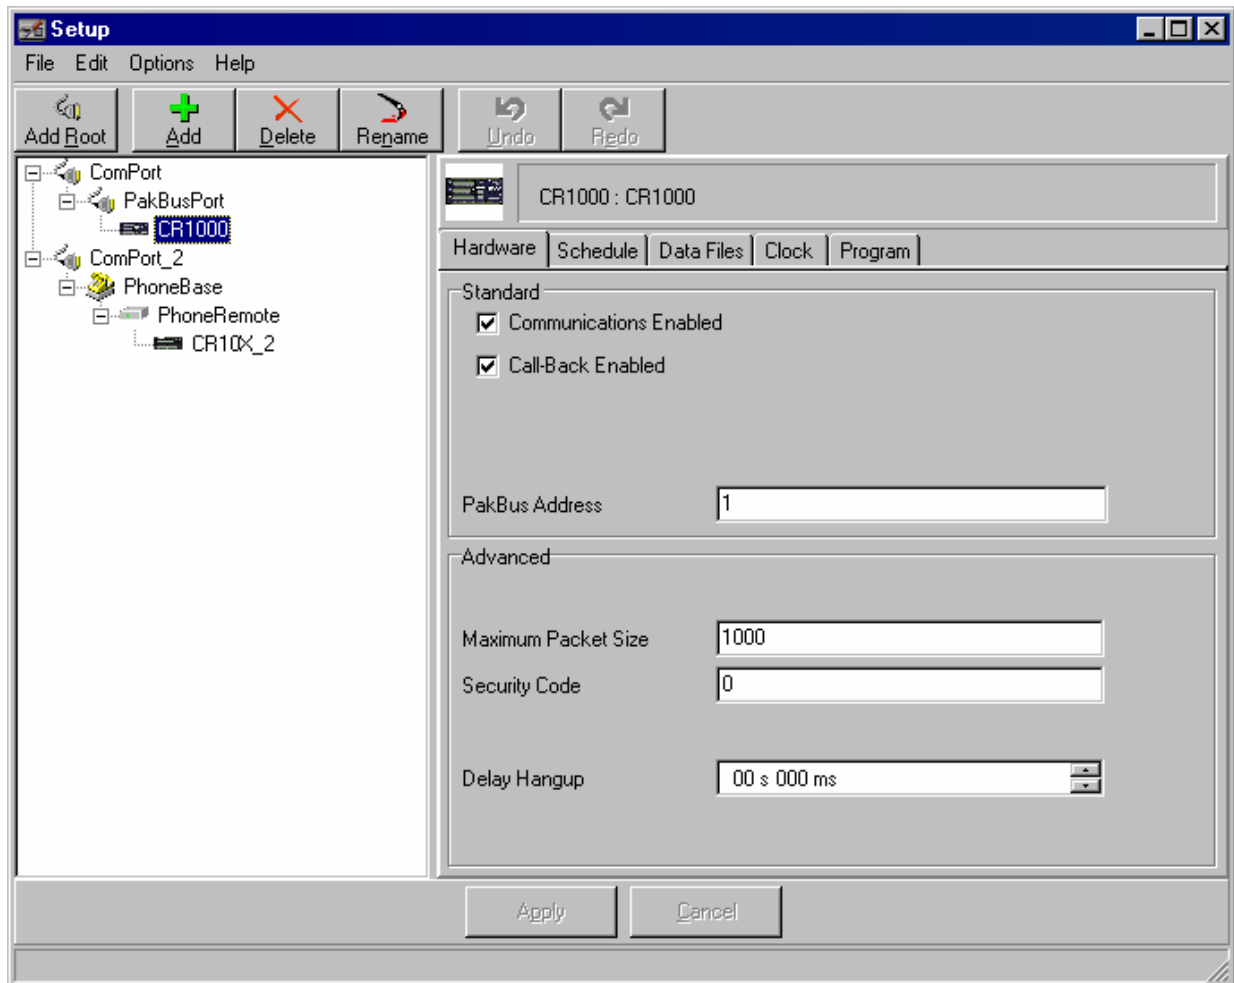 Setup
File Edit Options Help
Add Root Add Delete Rename Undo Redo
ComPort
PakBusPort
CR1000
ComPort_2
PhoneBase
PhoneRemote
CR10X_2
CR1000 : CR1000
Hardware Schedule Data Files Clock Program
Standard
Communications Enabled
Call-Back Enabled
PakBus Address 1
Advanced
Maximum Packet Size 1000
Security Code 0
Delay Hangup 00 s 000 ms
Apply Cancel